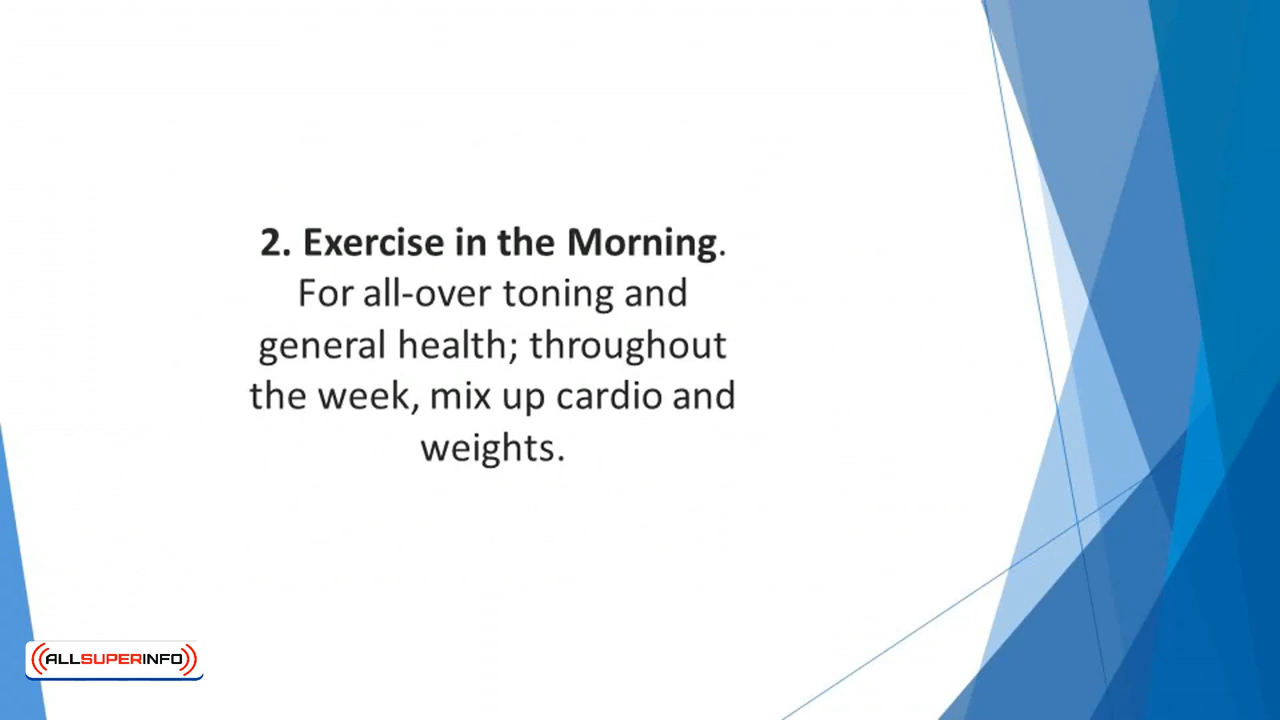 2. Exercise in the Morning.
For all-over toning and
general health; throughout
the week, mix up cardio and
weights.
ALLSUPERINFO